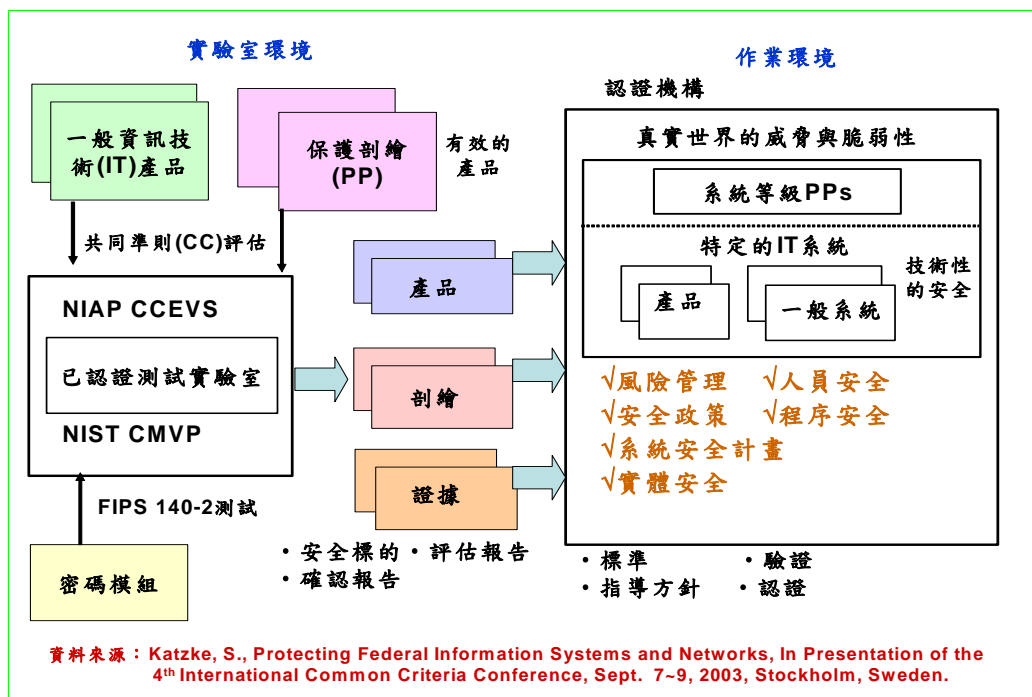 實驗室環境
作業環境
一般資訊技
術(IT)產品
保護剖繪
(PP)
有效的
產品
共同準則(CC)評估
NIAP CCEVS
已認證測試實驗室
NIST CMVP
FIPS 140-2測試
密碼模組
產品
剖繪
證據
•安全標的 •評估報告
•確認報告
認證機構
真實世界的威脅與脆弱性
系統等級PPs
特定的IT系統
產品
一般系統
技術性
的安全
√風險管理 √人員安全
√安全政策 √程序安全
√系統安全計畫
√實體安全
•標準 •驗證
•指導方針 •認證
資料來源：Katzke, S., Protecting Federal Information Systems and Networks, In Presentation of the
4th International Common Criteria Conference, Sept. 7~9, 2003, Stockholm, Sweden.